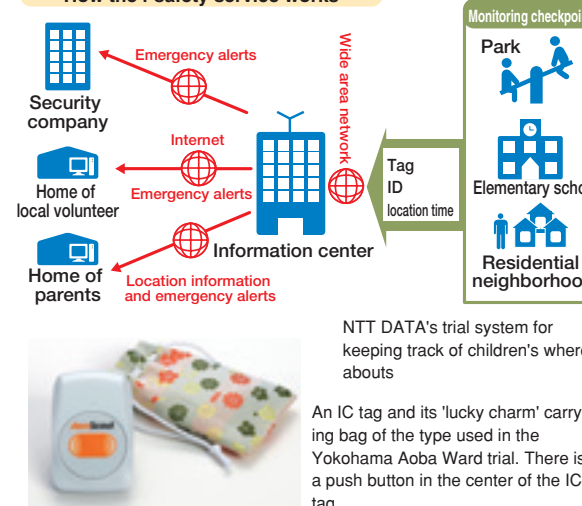 How the i-safety service works
Monitoring checkpoi
Park
Emergency alerts
Wide area network
Security
company
Internet
Tag
ID
location time
Elementary scho
Home of
local volunteer
Emergency alerts
Information center
Residential
neighborhoo
Home of
parents
Location information
and emergency alerts
NTT DATA's trial system for
keeping track of children's where
abouts
An IC tag and its 'lucky charm' carry
ing bag of the type used in the
Yokohama Aoba Ward trial. There is
a push button in the center of the IC
tag